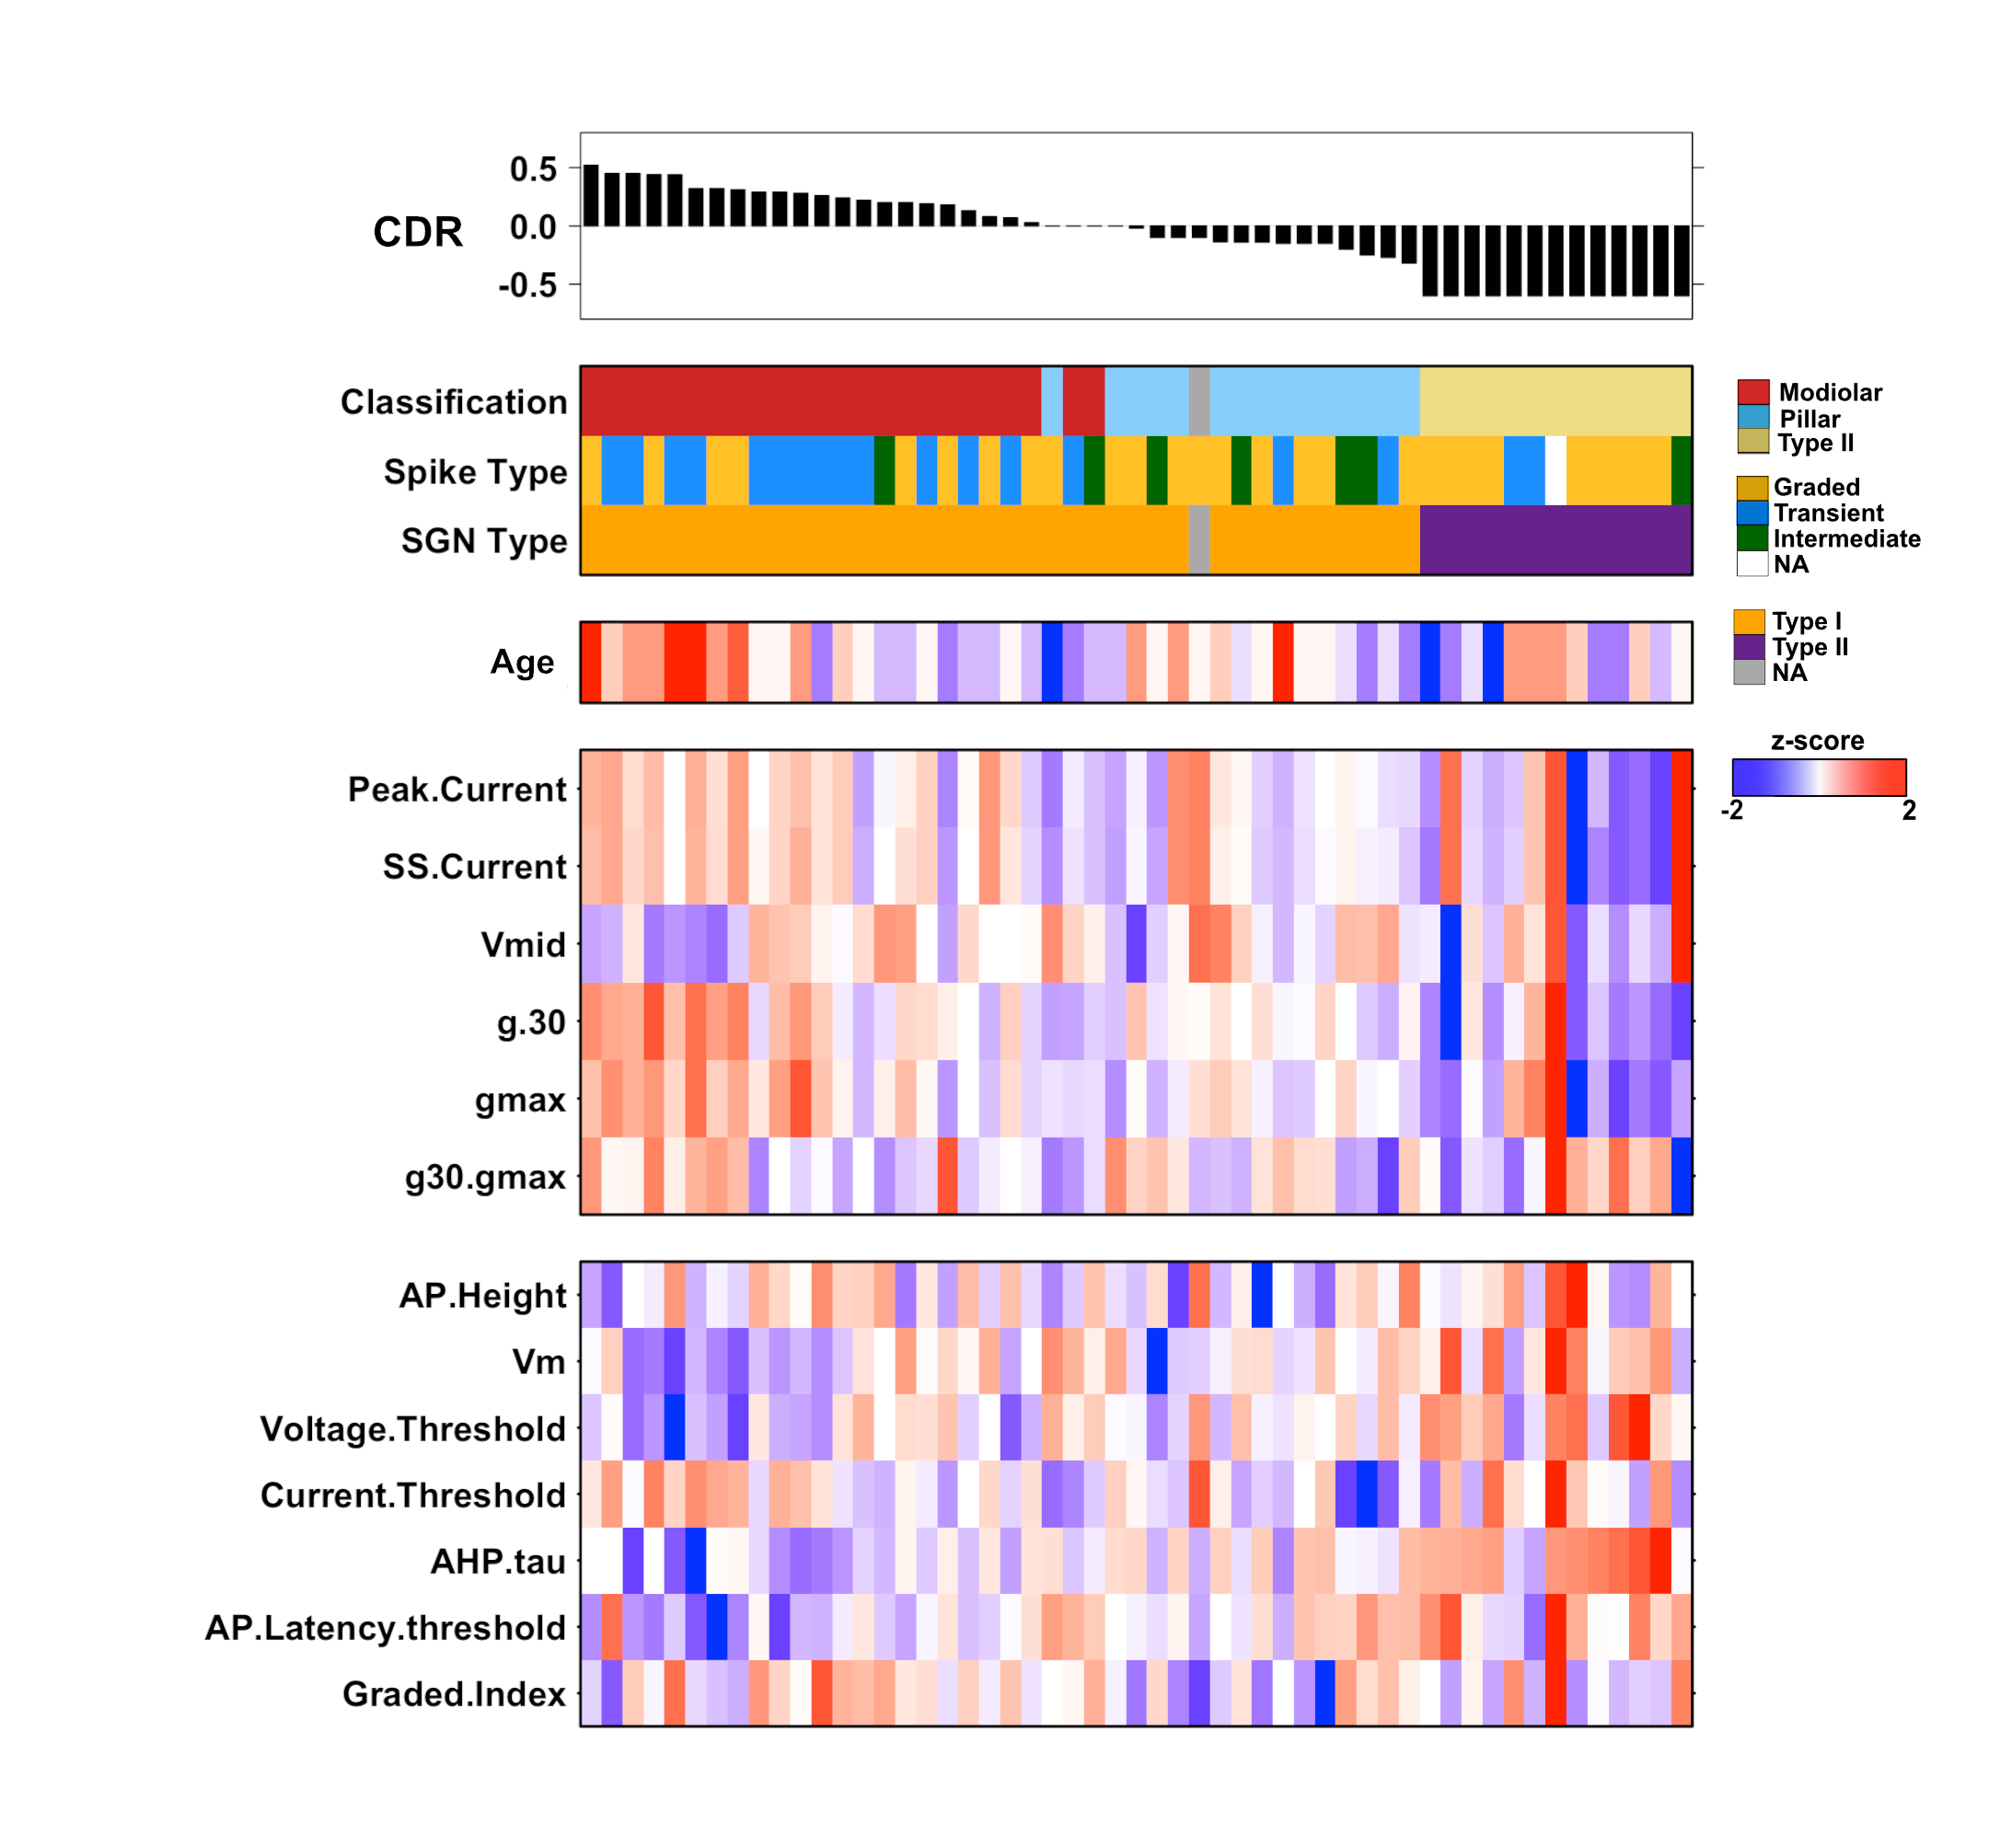 0.5
CDR
0.0
-0.5
Classification
Spike Type
SGN Type
Modiolar
Pillar
Type II
Graded
Transient
Intermediate
NA
Type I
Type II
NA
Age
z-score
-2
2
Peak.Current
SS.Current
Vmid
g.30
gmax
g30.gmax
AP.Height
Vm
Voltage.Threshold
Current.Threshold
AHP.tau
AP.Latency.threshold
Graded.Index